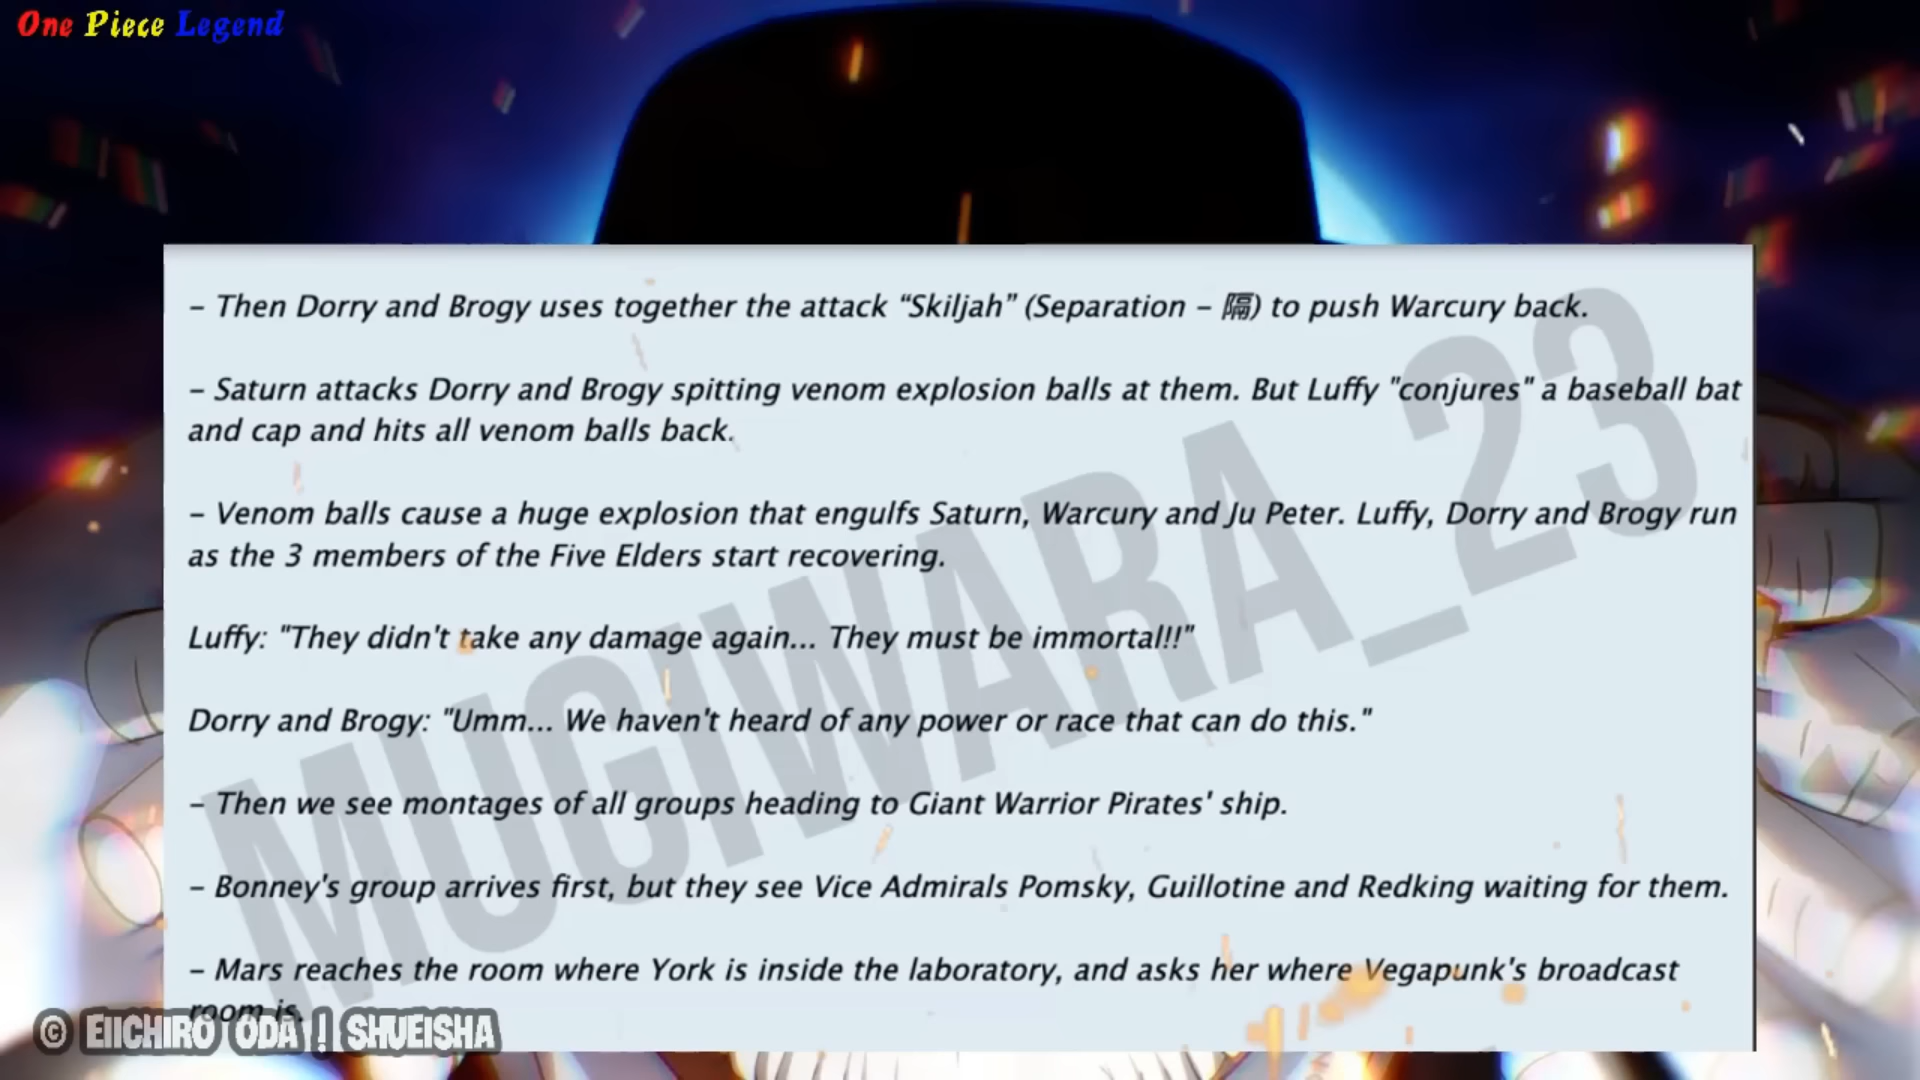 One Piece Legend
– Then Dorry and Brogy uses together the attack “Skiljah” (Separation – 隔) to push Warcury back.
– Saturn attacks Dorry and Brogy spitting venom explosion balls at them. But Luffy "conjures" a baseball bat
and cap and hits all venom balls back.
– Venom balls cause a huge explosion that engulfs Saturn, Warcury and Ju Peter. Luffy, Dorry and Brogy run
as the 3 members of the Five Elders start recovering.
Luffy: "They didn't take any damage again... They must be immortal!!"
Dorry and Brogy: "Umm... We haven't heard of any power or race that can do this."
– Then we see montages of all groups heading to Giant Warrior Pirates' ship.
– Bonney's group arrives first, but they see Vice Admirals Pomsky, Guillotine and Redking waiting for them.
– Mars reaches the room where York is inside the laboratory, and asks her where Vegapunk's broadcast
room is.
MUGIWARA_23
© EIICHIRO ODA ! SHUEISHA